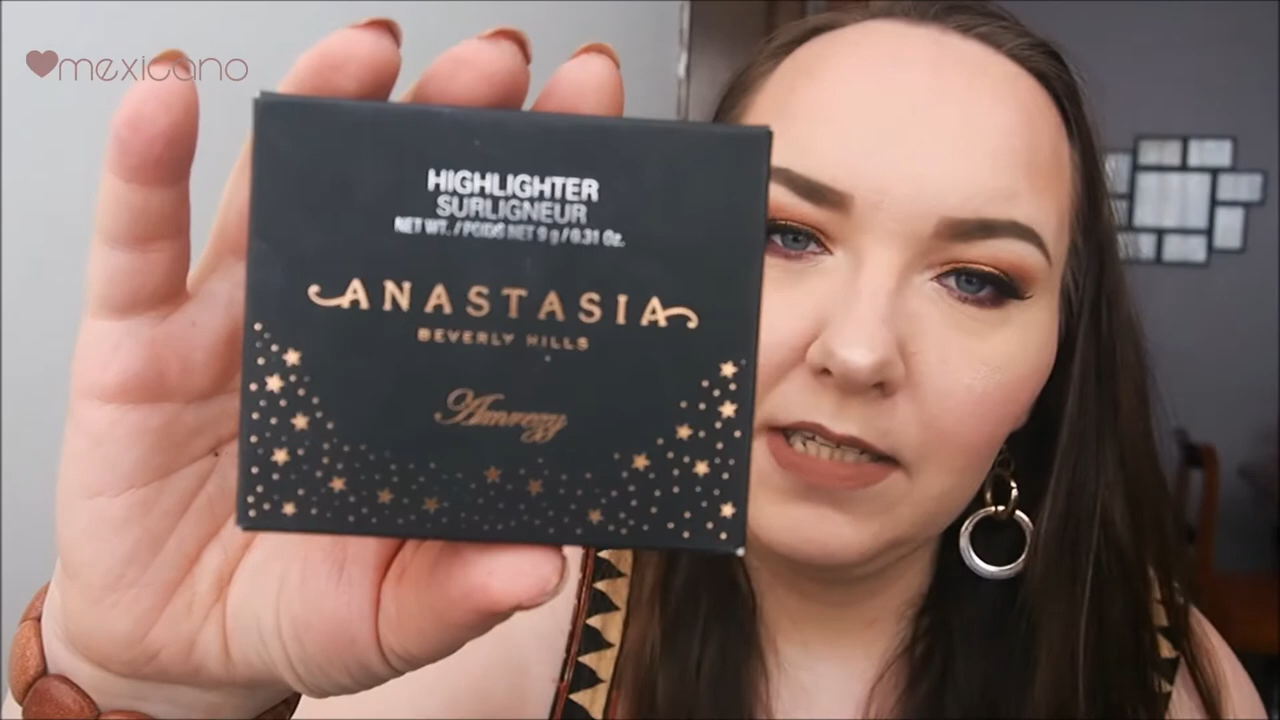 mexicano
HIGHLIGHTER
SURLIGNEUR
NET WT. / POIDS NET 9 g / 0.31 Oz.
ANASTASIA
BEVERLY HILLS
Amrezy